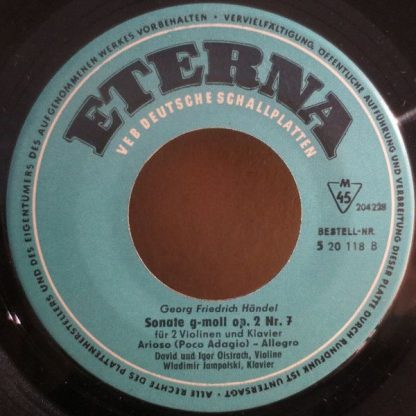 ALLE RECHTE DES PLATTENHERSTELLERS UND DES EIGENTÜMERS DES AUFGENOMMENEN WERKES VORBEHALTEN • VERVIELFÄLTIGUNG, ÖFFENTLICHE AUFFÜHRUNG UND VERBREITUNG DIESER PLATTE DURCH RUNDFUNK IST UNTERSAGT •
ETERNA
VEB DEUTSCHE SCHALLPLATTEN
M
45
204228
BESTELL-NR.
5 20 118 B
Georg Friedrich Händel
Sonate g-moll op. 2 Nr. 7
für 2 Violinen und Klavier
Arioso (Poco Adagio) – Allegro
David und Igor Oistrach, Violine
Wladimir Jampolski, Klavier